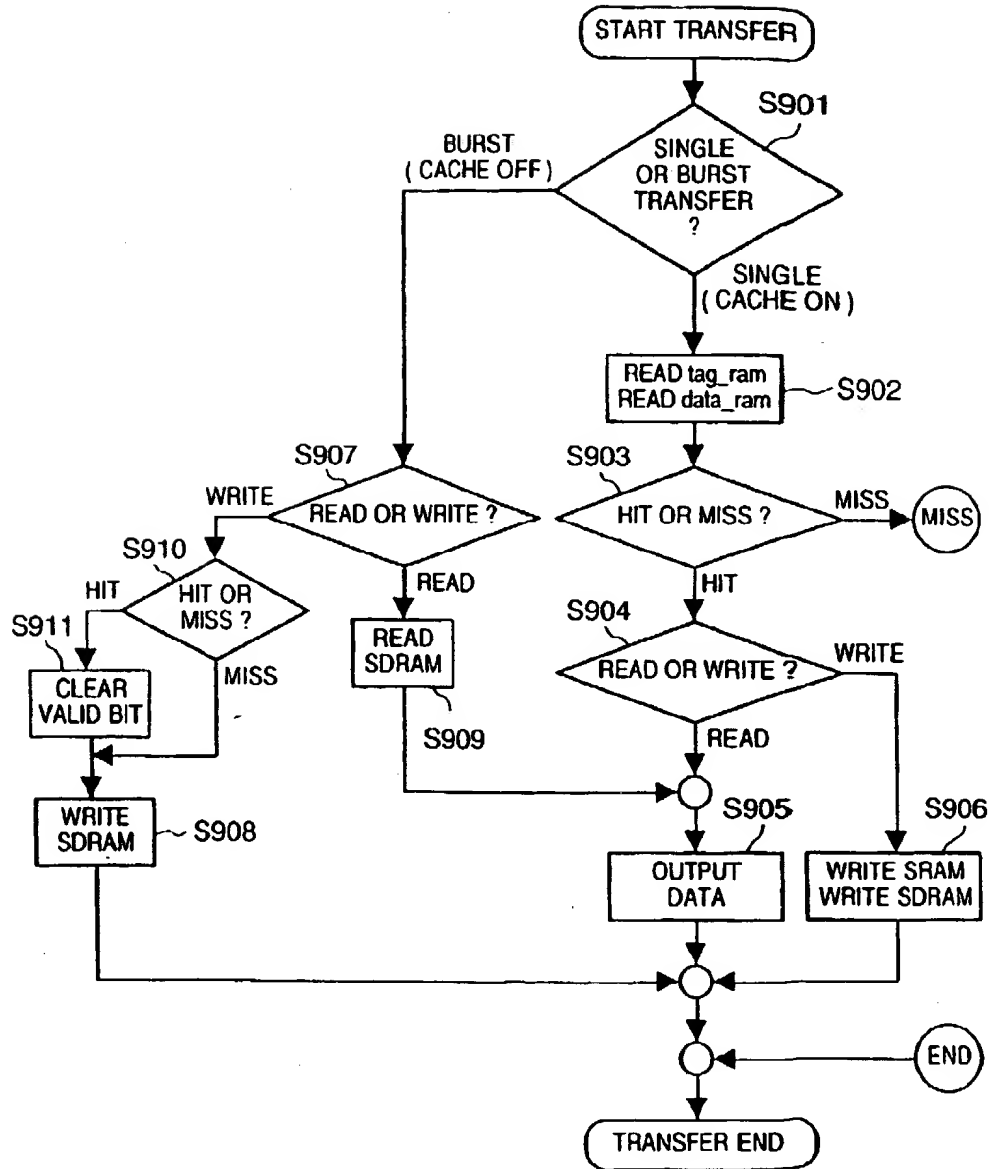 START TRANSFER
S901
BURST
( CACHE OFF )
SINGLE
OR BURST
TRANSFER
?
SINGLE
( CACHE ON )
READ tag_ram
READ data_ram
S902
S907
S903
WRITE
READ OR WRITE ?
HIT OR MISS ?
MISS
MISS
S910
HIT
HIT OR
MISS ?
READ
HIT
S911
S904
CLEAR
VALID BIT
MISS
READ
SDRAM
READ OR WRITE ?
WRITE
S909
READ
WRITE
SDRAM
S908
S905
S906
OUTPUT
DATA
WRITE SRAM
WRITE SDRAM
END
TRANSFER END